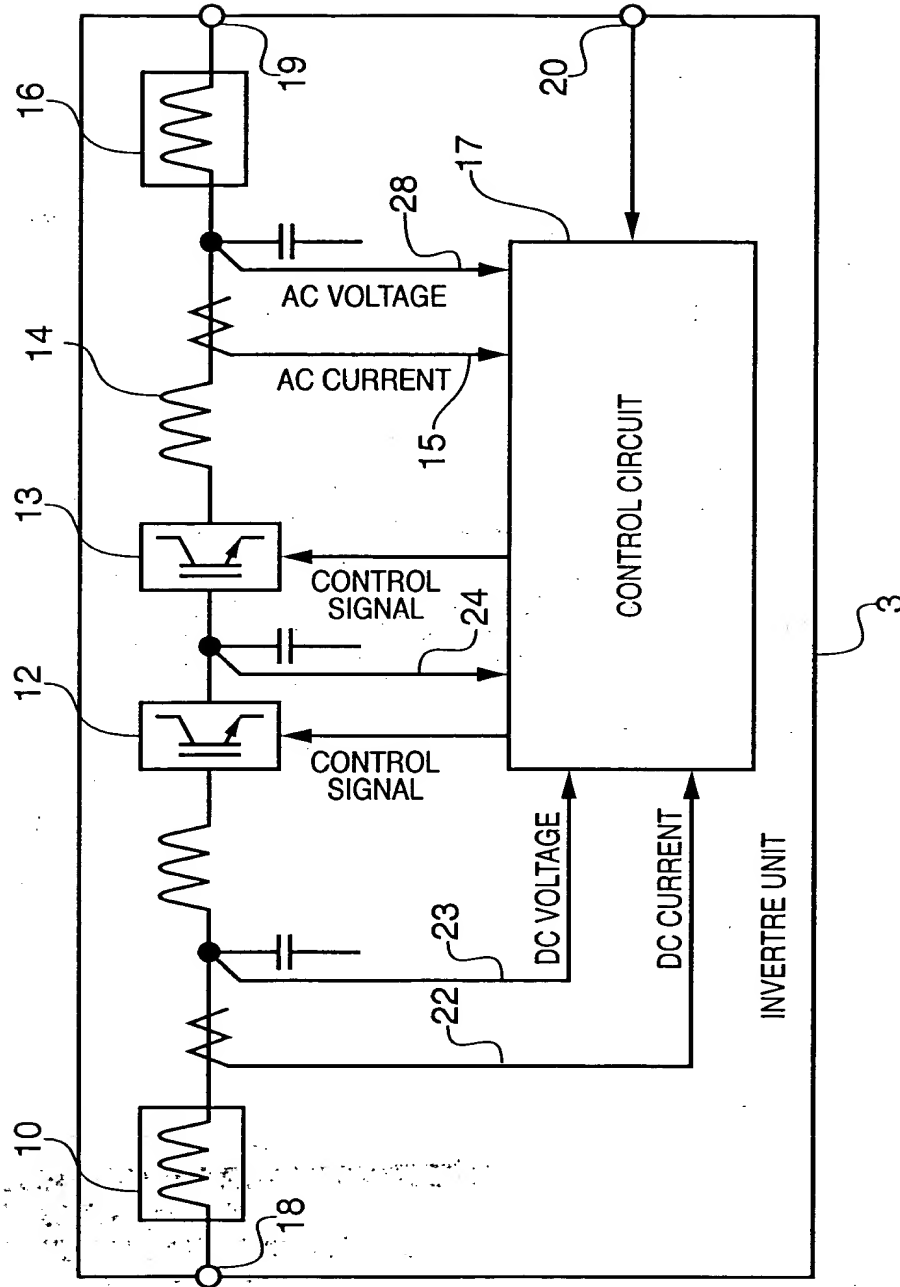 10
12
13
14
16
18
19
20
22
23
24
15
28
17
DC VOLTAGE
DC CURRENT
CONTROL
SIGNAL
CONTROL
SIGNAL
AC CURRENT
AC VOLTAGE
CONTROL CIRCUIT
INVERTRE UNIT
3